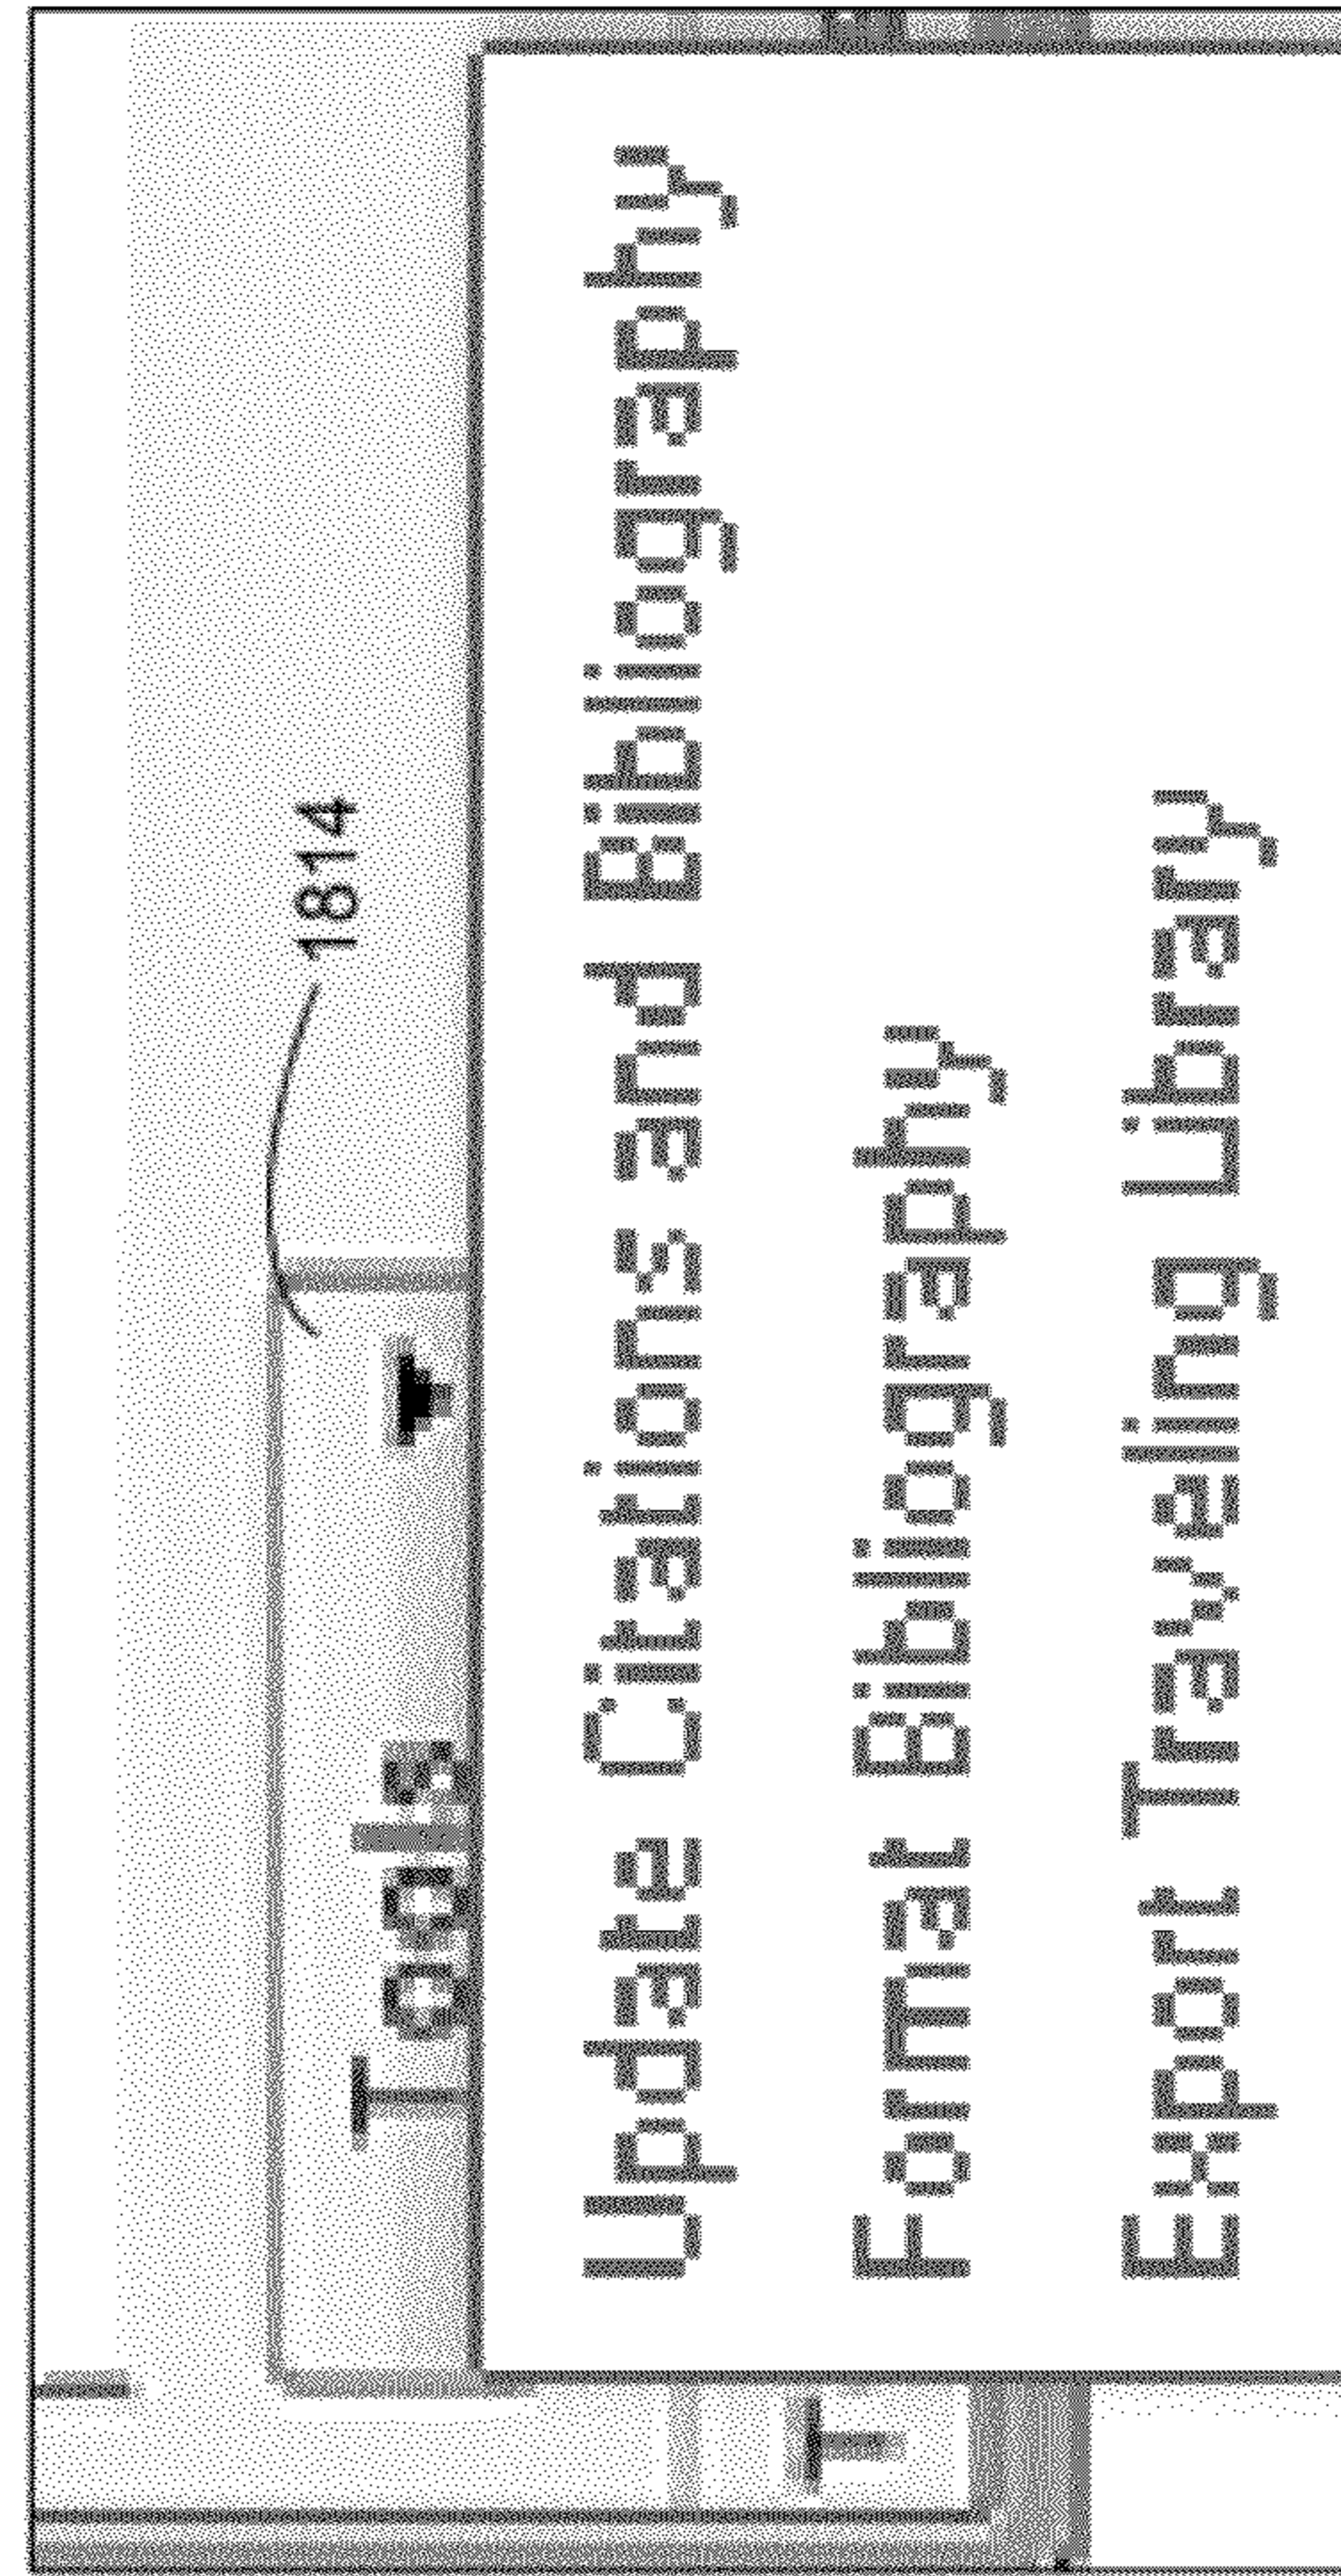 1814
Tools
Update Citations and Bibliography
Format Bibliography
Export Traveling Library
T